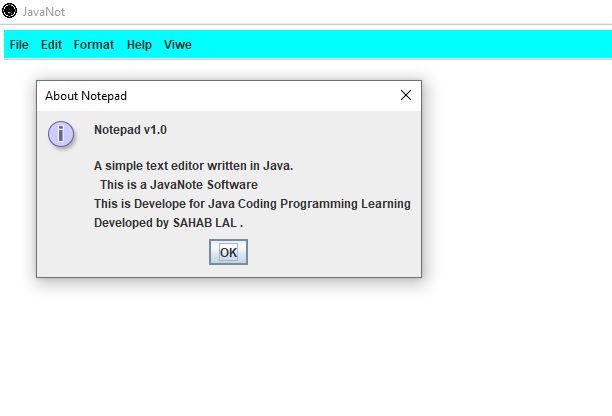 JavaNot
File Edit Format Help Viwe
About Notepad
Notepad v1.0
A simple text editor written in Java.
This is a JavaNote Software
This is Develope for Java Coding Programming Learning
Developed by SAHAB LAL .
OK